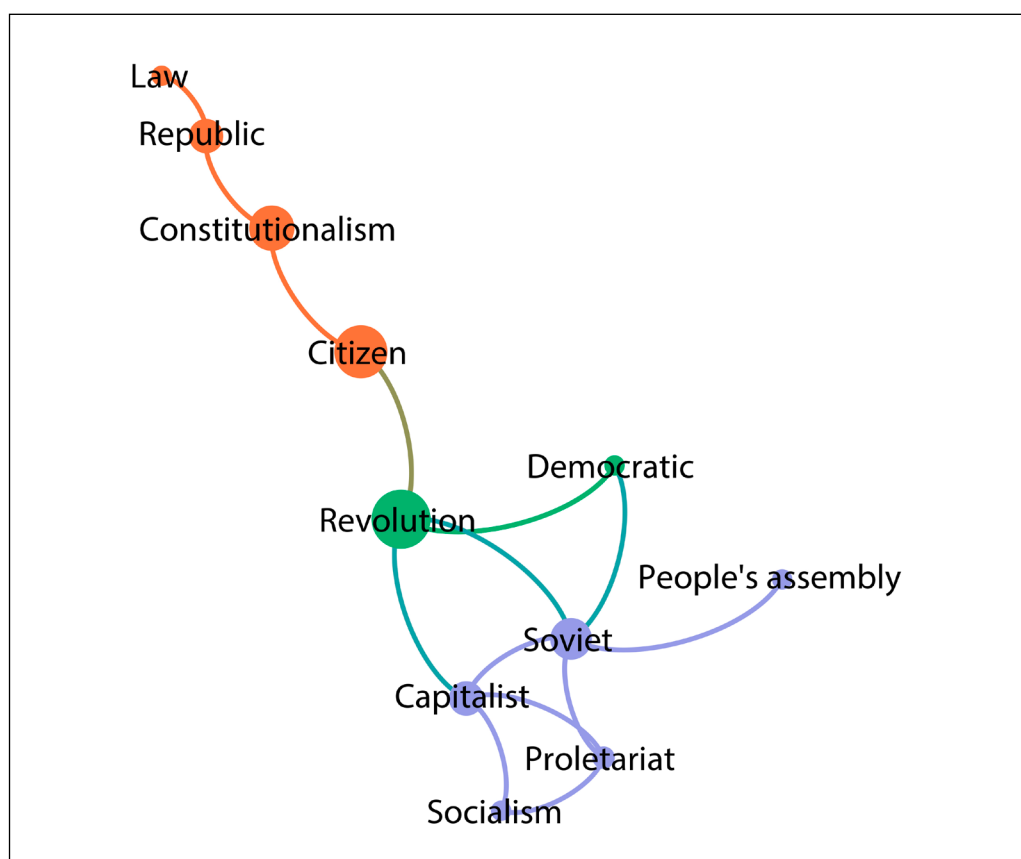 Law
Republic
Constitutionalism
Citizen
Democratic
Revolution
People's assembly
Soviet
Capitalist
Proletariat
Socialism